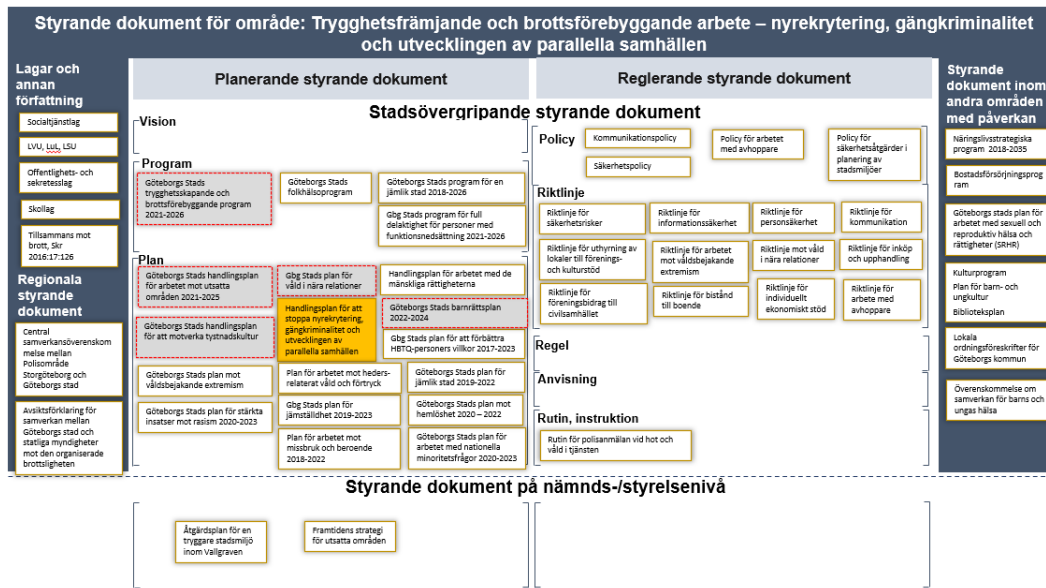 Styrande dokument för område: Trygghetsfrämjande och brottsförebyggande arbete – nyrekrytering, gängkriminalitet
och utvecklingen av parallella samhällen
Lagar och
annan
författning
Socialtjänstlag
LVU, LuL, LSU
Offentlighets- och
sekretesslag
Skollag
Tillsammans mot
brott, Skr
2016:17:126
Regionala
styrande
dokument
Central
samverkansöverenskom
melse mellan
Polisområde
Storgöteborg och
Göteborgs stad
Avsiktsförklaring för
samverkan mellan
Göteborgs stad och
statliga myndigheter
mot den organiserade
brottsligheten
Planerande styrande dokument
Reglerande styrande dokument
Stadsövergripande styrande dokument
Vision
Program
Göteborgs Stads
trygghetsskapande och
brottsförebyggande program
2021-2026
Göteborgs Stads
folkhälsoprogram
Göteborgs Stads program för en
jämlik stad 2018-2026
Gbg Stads program för full
delaktighet för personer med
funktionsnedsättning 2021-2026
Plan
Göteborgs Stads handlingsplan
för arbetet mot utsatta
områden 2021-2025
Gbg Stads plan för
våld i nära relationer
Handlingsplan för arbetet med de
mänskliga rättigheterna
Göteborgs Stads handlingsplan
för att motverka tystnadskultur
Handlingsplan för att
stoppa nyrekrytering,
gängkriminalitet och
utvecklingen av
parallella samhällen
Göteborgs Stads barnrättsplan
2022-2024
Gbg Stads plan för att förbättra
HBTQ-personers villkor 2017-2023
Göteborgs Stads plan mot
våldsbejakande extremism
Plan för arbetet mot heders-
relaterat våld och förtryck
Göteborgs Stads plan för
jämlik stad 2019-2022
Göteborgs Stads plan för stärkta
insatser mot rasism 2020-2023
Gbg Stads plan för
jämställdhet 2019-2023
Göteborgs Stads plan mot
hemlöshet 2020 – 2022
Plan för arbetet mot
missbruk och beroende
2018-2022
Göteborgs Stads plan för
arbetet med nationella
minoritetsfrågor 2020-2023
Policy
Kommunikationspolicy
Säkerhetspolicy
Policy för arbetet
med avhoppare
Policy för
säkerhetsåtgärder i
planering av
stadsmiljöer
Riktlinje
Riktlinje för
säkerhetsrisker
Riktlinje för
informationssäkerhet
Riktlinje för
personsäkerhet
Riktlinje för
kommunikation
Riktlinje för uthyrning av
lokaler till förenings-
och kulturstöd
Riktlinje för arbetet
mot våldsbejakande
extremism
Riktlinje mot våld
i nära relationer
Riktlinje för inköp
och upphandling
Riktlinje för
föreningsbidrag till
civilsamhället
Riktlinje för bistånd
till boende
Riktlinje för
individuellt
ekonomiskt stöd
Riktlinje för
arbete med
avhoppare
Regel
Anvisning
Rutin, instruktion
Rutin för polisanmälan vid hot och
våld i tjänsten
Styrande
dokument inom
andra områden
med påverkan
Näringslivsstrategiska
program 2018-2035
Bostadsförsörjningsprog
ram
Göteborgs stads plan för
arbetet med sexuell och
reproduktiv hälsa och
rättigheter (SRHR)
Kulturprogram
Plan för barn- och
ungkultur
Biblioteksplan
Lokala
ordningsföreskrifter för
Göteborgs kommun
Överenskommelse om
samverkan för barns och
ungas hälsa
Styrande dokument på nämnds-/styrelsenivå
Åtgärdsplan för en
tryggare stadsmiljö
inom Vallgraven
Framtidens strategi
för utsatta områden